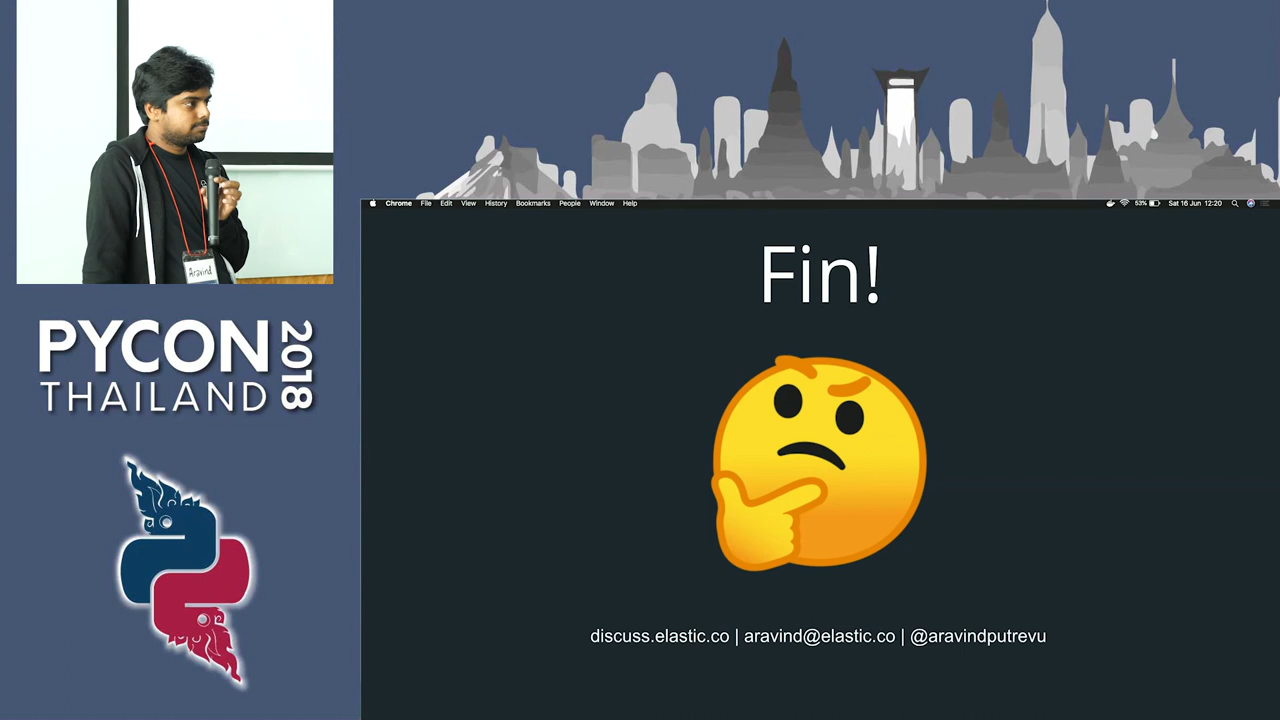 Aravind
PYCON
THAILAND
2018
Chrome File Edit View History Bookmarks People Window Help
53% Sat 16 Jun 12:20
Fin!
discuss.elastic.co | aravind@elastic.co | @aravindputrevu